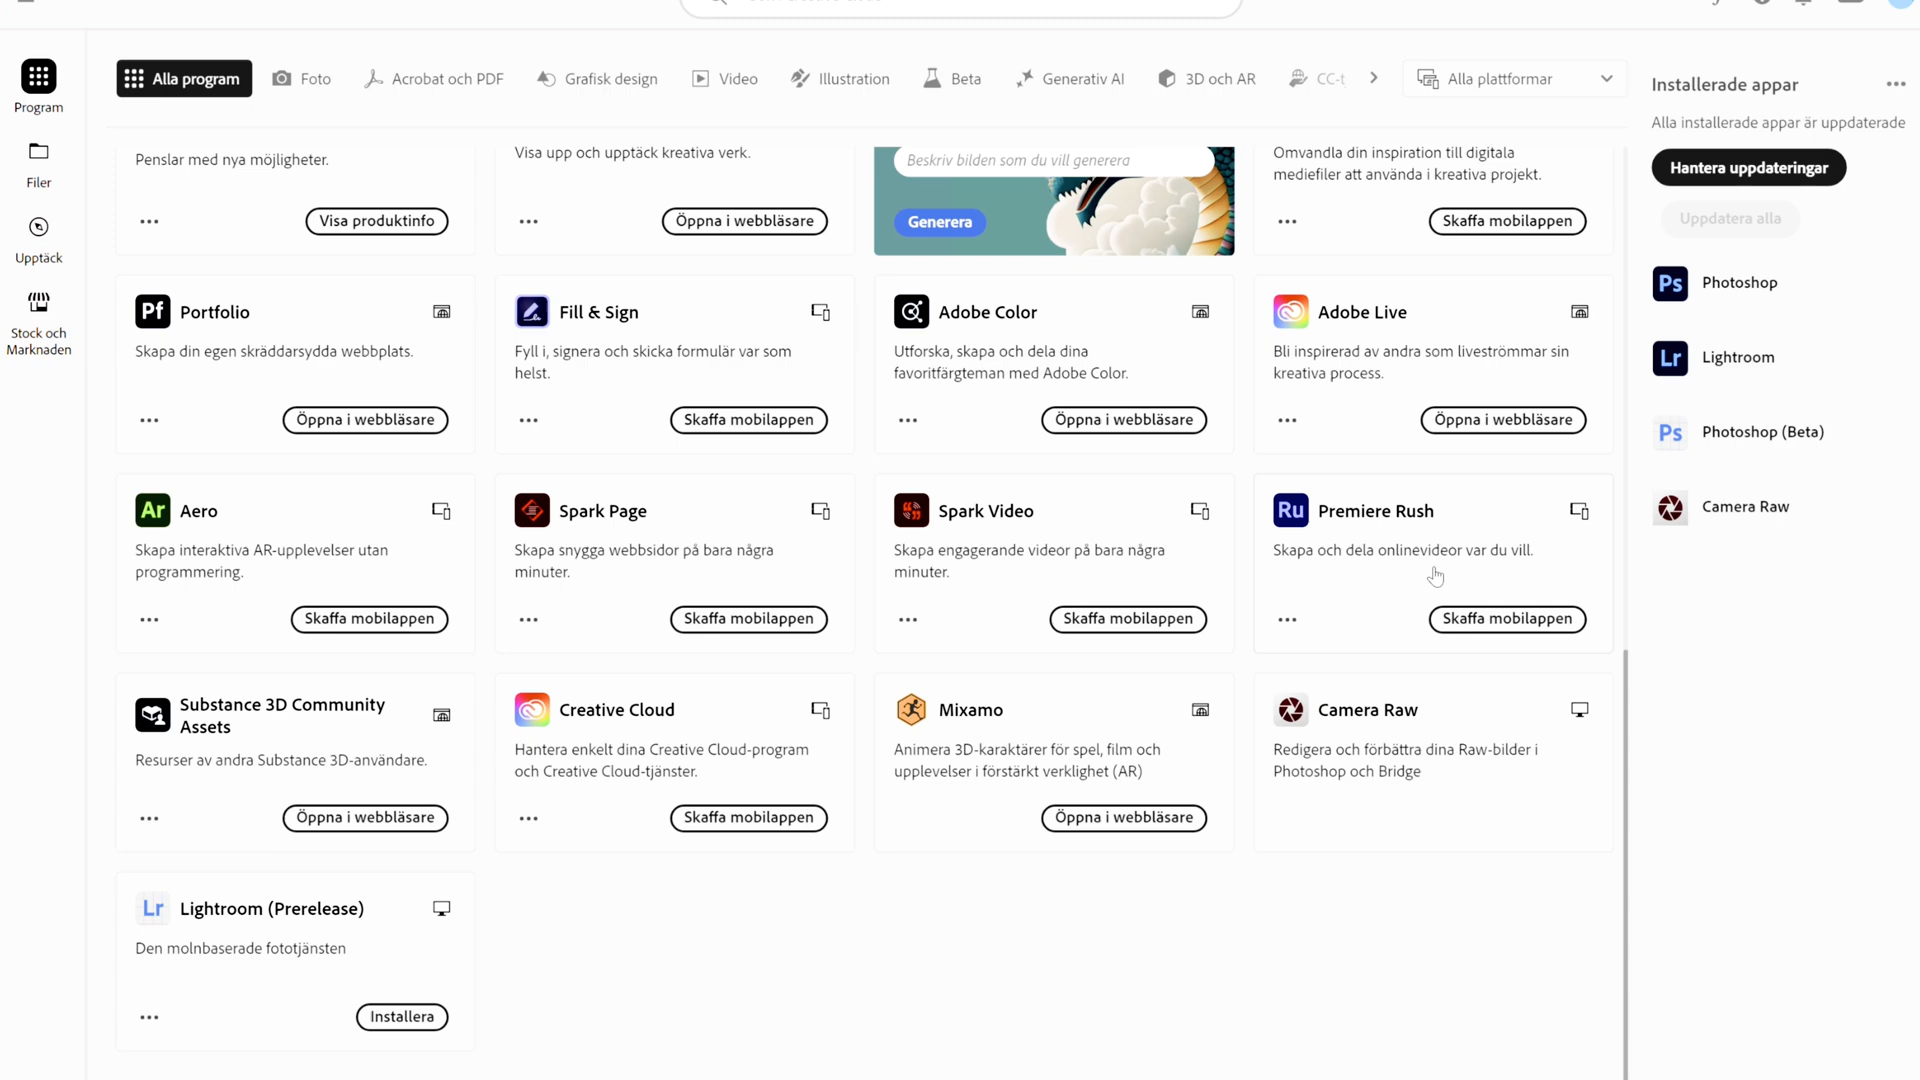 Program
Filer
Upptäck
Stock och
Marknaden
Alla program
Foto
Acrobat och PDF
Grafisk design
Video
Illustration
Beta
Generativ AI
3D och AR
CC-t
Alla plattformar
Penslar med nya möjligheter.
Visa produktinfo
Visa upp och upptäck kreativa verk.
Öppna i webbläsare
Beskriv bilden som du vill generera
Generera
Omvandla din inspiration till digitala
mediefiler att använda i kreativa projekt.
Skaffa mobilappen
Pf Portfolio
Skapa din egen skräddarsydda webbplats.
Öppna i webbläsare
Fill & Sign
Fyll i, signera och skicka formulär var som
helst.
Skaffa mobilappen
Adobe Color
Utforska, skapa och dela dina
favoritfärgteman med Adobe Color.
Öppna i webbläsare
Adobe Live
Bli inspirerad av andra som liveströmmar sin
kreativa process.
Öppna i webbläsare
Ar Aero
Skapa interaktiva AR-upplevelser utan
programmering.
Skaffa mobilappen
Spark Page
Skapa snygga webbsidor på bara några
minuter.
Skaffa mobilappen
Spark Video
Skapa engagerande videor på bara några
minuter.
Skaffa mobilappen
Ru Premiere Rush
Skapa och dela onlinevideor var du vill.
Skaffa mobilappen
Substance 3D Community
Assets
Resurser av andra Substance 3D-användare.
Öppna i webbläsare
Creative Cloud
Hantera enkelt dina Creative Cloud-program
och Creative Cloud-tjänster.
Skaffa mobilappen
Mixamo
Animera 3D-karaktärer för spel, film och
upplevelser i förstärkt verklighet (AR)
Öppna i webbläsare
Camera Raw
Redigera och förbättra dina Raw-bilder i
Photoshop och Bridge
Lr Lightroom (Prerelease)
Den molnbaserade fototjänsten
Installera
Installerade appar
Alla installerade appar är uppdaterade
Hantera uppdateringar
Uppdatera alla
Ps Photoshop
Lr Lightroom
Ps Photoshop (Beta)
Camera Raw